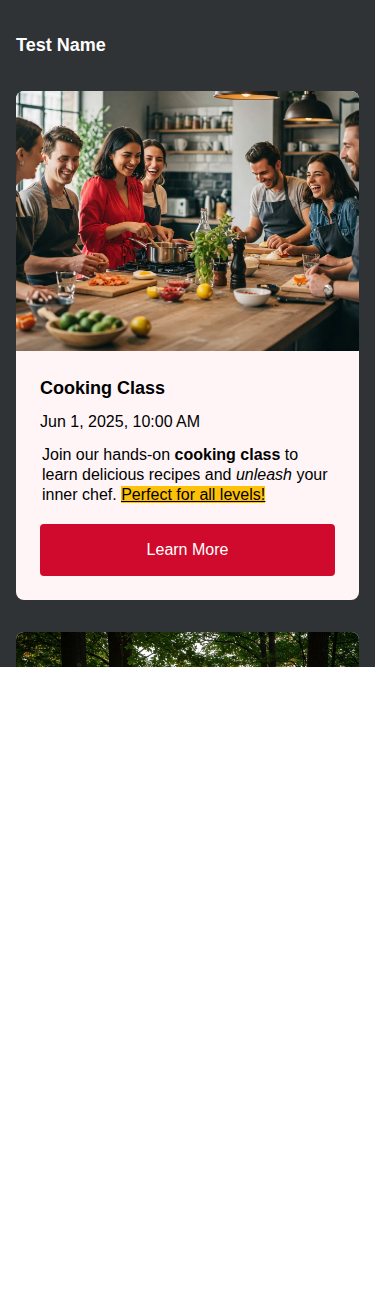 Test Name
Cooking Class
Jun 1, 2025, 10:00 AM
Join our hands-on cooking class to
learn delicious recipes and unleash your
inner chef. Perfect for all levels!
Learn More